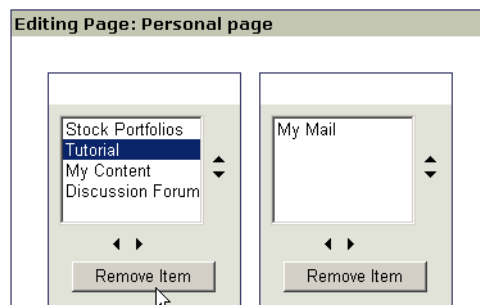 Editing Page: Personal page
Stock Portfolios
Tutorial
My Content
Discussion Forum
Remove Item
My Mail
Remove Item